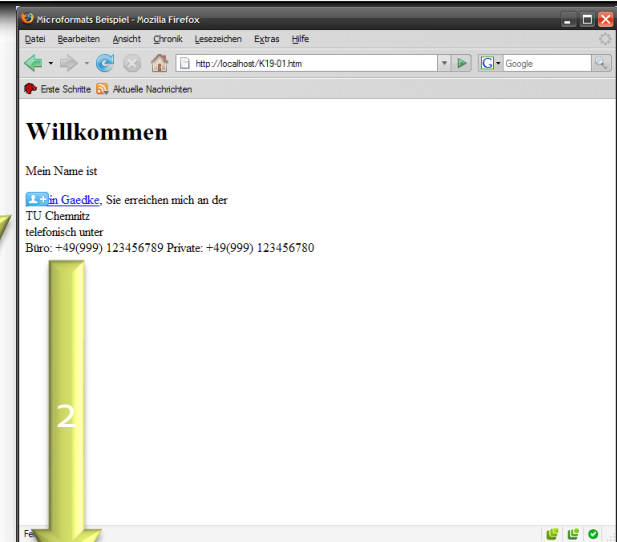 Microformats Beispiel - Mozilla Firefox
Datei Bearbeiten Ansicht Chronik Lesezeichen Extras Hilfe
http://localhost/K19-01.htm Google
Erste Schritte Aktuelle Nachrichten
Willkommen
Mein Name ist
in Gaedke, Sie erreichen mich an der
TU Chemnitz
telefonisch unter
Büro: +49(999) 123456789 Private: +49(999) 123456780
2